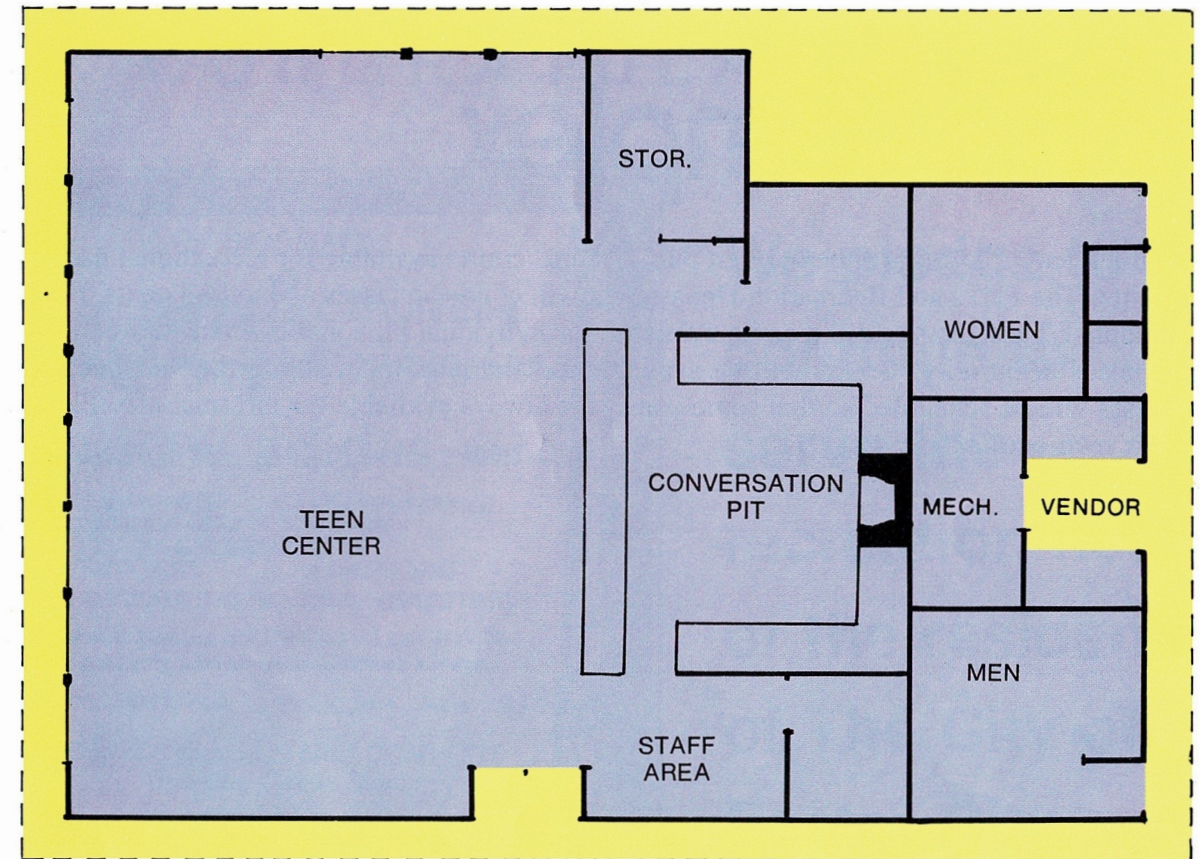 STOR.
WOMEN
CONVERSATION
PIT
MECH.
VENDOR
TEEN
CENTER
MEN
STAFF
AREA